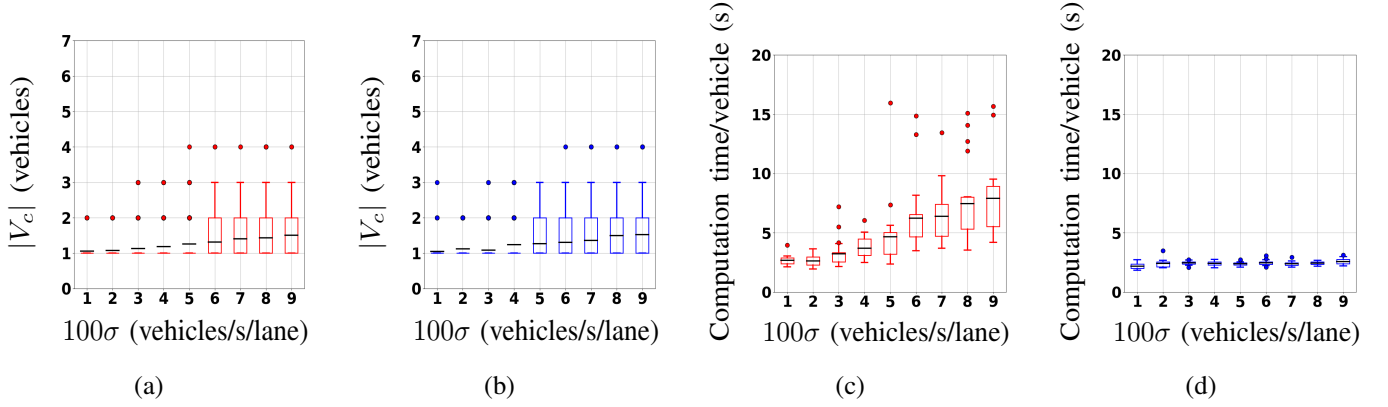 |V_c| (vehicles)
7
6
5
4
3
2
1
0
1 2 3 4 5 6 7 8 9
100σ (vehicles/s/lane)
(a)
|V_c| (vehicles)
7
6
5
4
3
2
1
0
1 2 3 4 5 6 7 8 9
100σ (vehicles/s/lane)
(b)
Computation time/vehicle (s)
20
15
10
5
0
1 2 3 4 5 6 7 8 9
100σ (vehicles/s/lane)
(c)
Computation time/vehicle (s)
20
15
10
5
0
1 2 3 4 5 6 7 8 9
100σ (vehicles/s/lane)
(d)